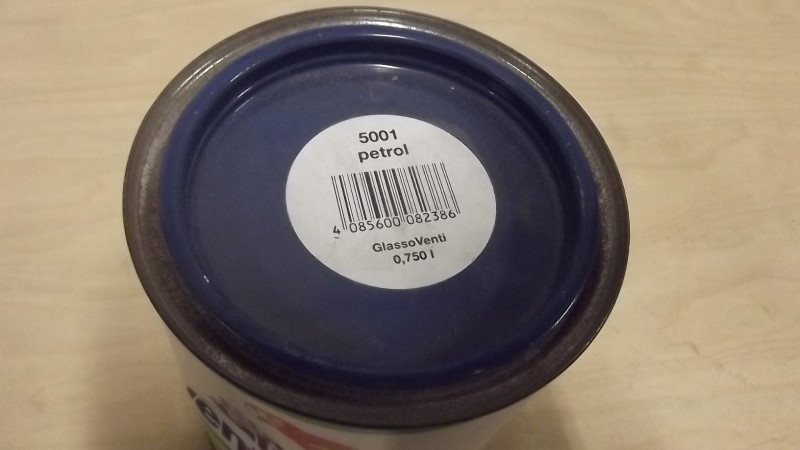 5001
petrol
4 085600 082386
GlassoVenti
0,750 l